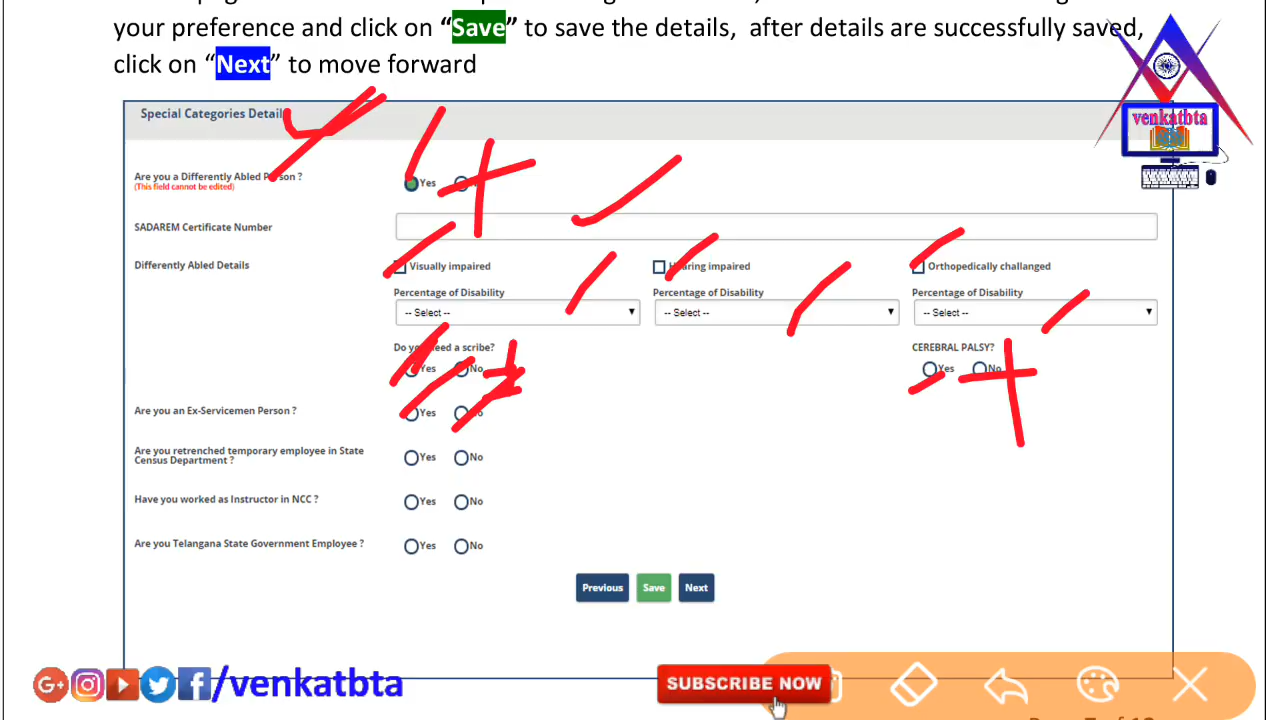 your preference and click on “Save” to save the details, after details are successfully saved,
click on “Next” to move forward
venkatbta
Special Categories Detail
Are you a Differently Abled Person ?
(This field cannot be edited)
Yes
SADAREM Certificate Number
Differently Abled Details
Visually impaired
Hearing impaired
Orthopedically challanged
Percentage of Disability
Percentage of Disability
Percentage of Disability
-- Select --
-- Select --
-- Select --
Do you need a scribe?
CEREBRAL PALSY?
Yes No
Yes No
Are you an Ex-Servicemen Person ?
Yes No
Are you retrenched temporary employee in State
Census Department ?
Yes No
Have you worked as Instructor in NCC ?
Yes No
Are you Telangana State Government Employee ?
Yes No
Previous
Save
Next
/venkatbta
SUBSCRIBE NOW